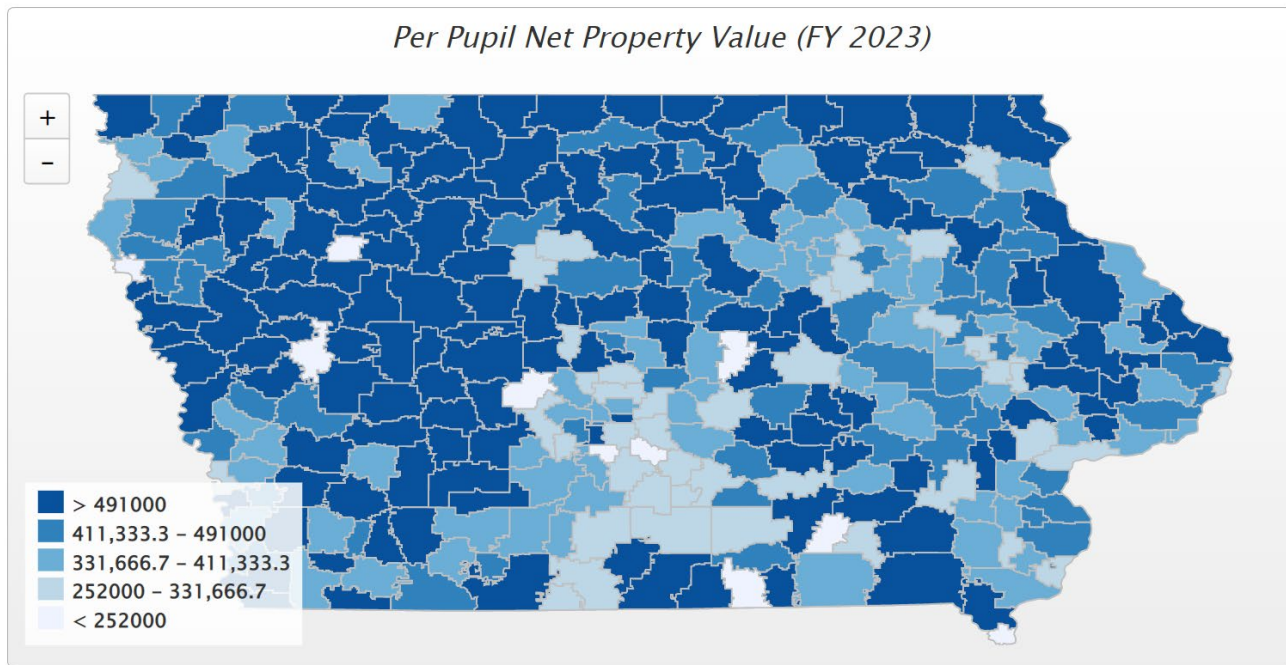 Per Pupil Net Property Value (FY 2023)
+
–
> 491000
411,333.3 – 491000
331,666.7 – 411,333.3
252000 – 331,666.7
< 252000